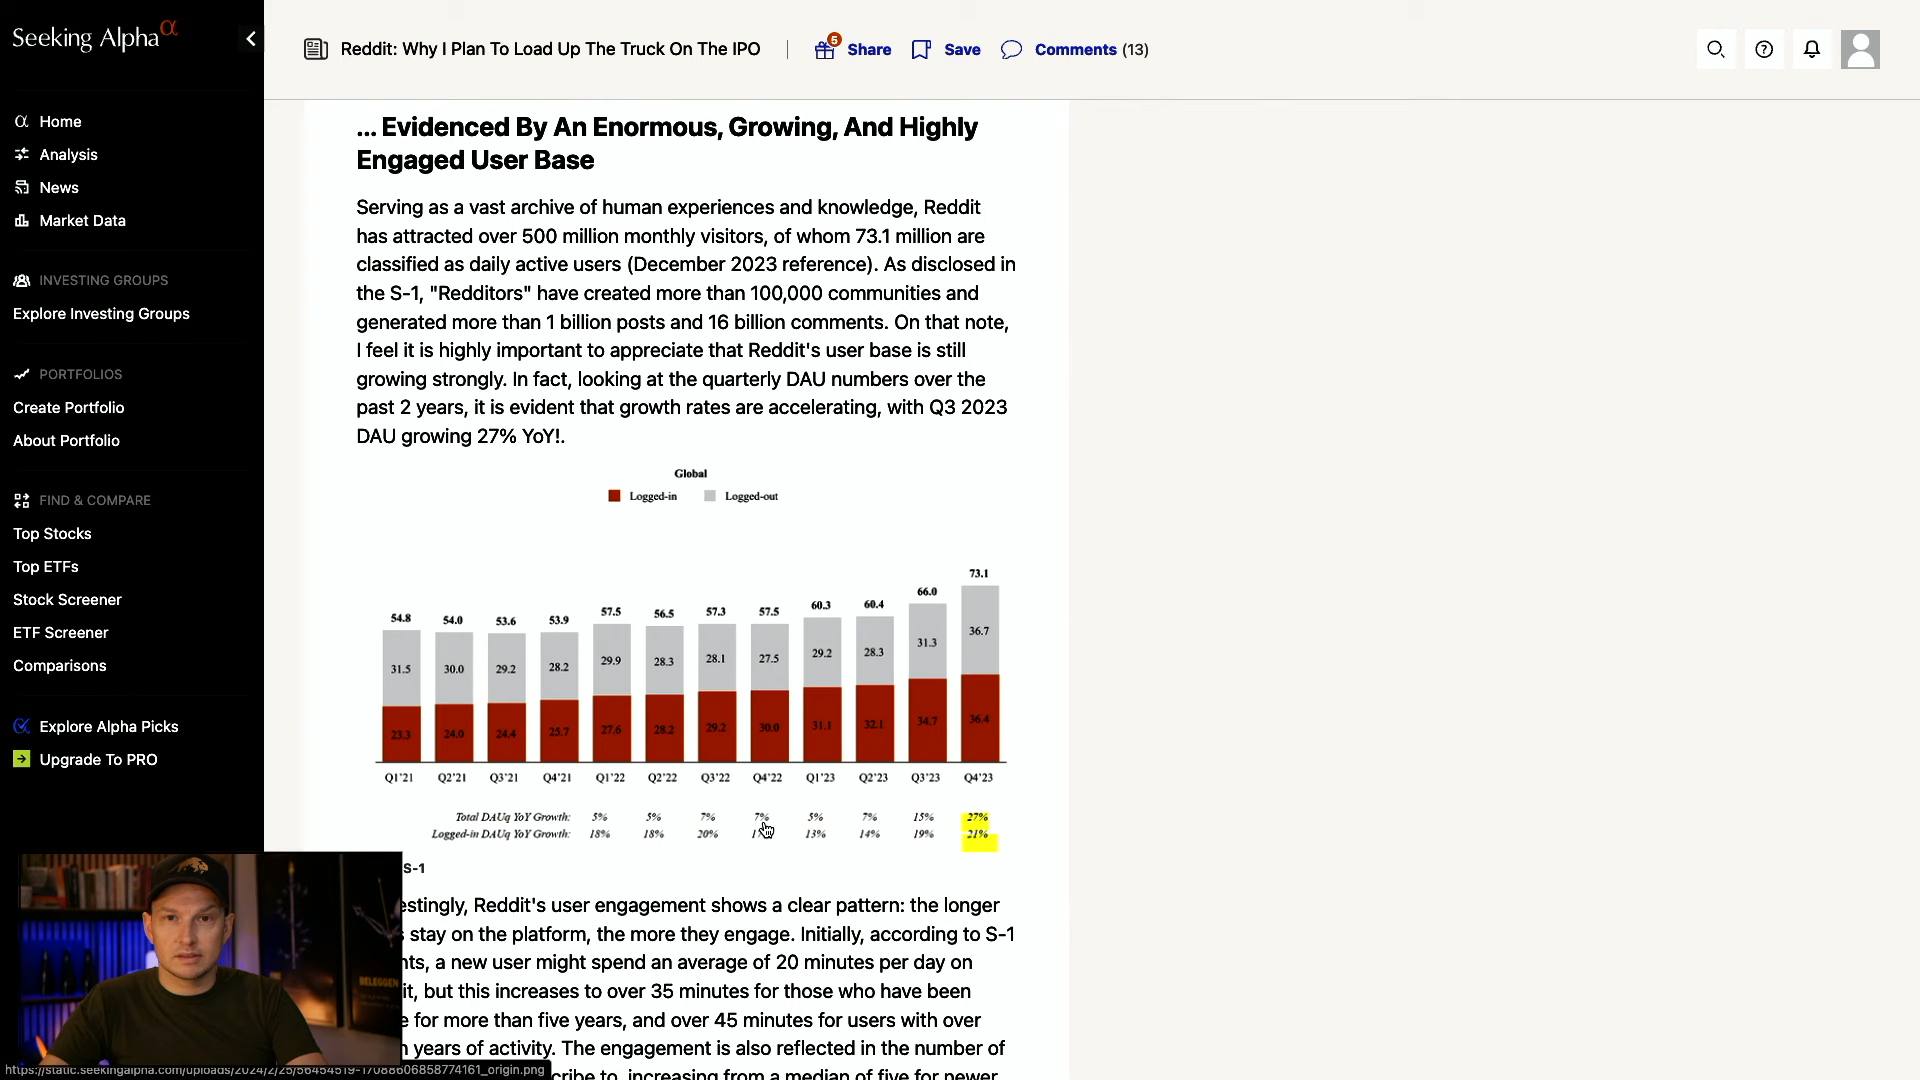 Seeking Alpha α
Reddit: Why I Plan To Load Up The Truck On The IPO
5
Share
Save
Comments (13)
Home
Analysis
News
Market Data
INVESTING GROUPS
Explore Investing Groups
PORTFOLIOS
Create Portfolio
About Portfolio
FIND & COMPARE
Top Stocks
Top ETFs
Stock Screener
ETF Screener
Comparisons
Explore Alpha Picks
Upgrade To PRO
... Evidenced By An Enormous, Growing, And Highly
Engaged User Base
Serving as a vast archive of human experiences and knowledge, Reddit
has attracted over 500 million monthly visitors, of whom 73.1 million are
classified as daily active users (December 2023 reference). As disclosed in
the S-1, "Redditors" have created more than 100,000 communities and
generated more than 1 billion posts and 16 billion comments. On that note,
I feel it is highly important to appreciate that Reddit's user base is still
growing strongly. In fact, looking at the quarterly DAU numbers over the
past 2 years, it is evident that growth rates are accelerating, with Q3 2023
DAU growing 27% YoY!.
Global
Logged-in Logged-out
54.8 54.0 53.6 53.9 57.5 56.5 57.3 57.5 60.3 60.4 66.0 73.1
31.5 30.0 29.2 28.2 29.9 28.3 28.1 27.5 29.2 28.3 31.3 36.7
23.3 24.0 24.4 25.7 27.6 28.2 29.2 30.0 31.1 32.1 34.7 36.4
Q1'21 Q2'21 Q3'21 Q4'21 Q1'22 Q2'22 Q3'22 Q4'22 Q1'23 Q2'23 Q3'23 Q4'23
Total DAUq YoY Growth: 5% 5% 7% 7% 5% 7% 15% 27%
Logged-in DAUq YoY Growth: 18% 18% 20% 13% 14% 19% 21%
S-1
estingly, Reddit's user engagement shows a clear pattern: the longer
s stay on the platform, the more they engage. Initially, according to S-1
nts, a new user might spend an average of 20 minutes per day on
it, but this increases to over 35 minutes for those who have been
e for more than five years, and over 45 minutes for users with over
n years of activity. The engagement is also reflected in the number of
cribe to, increasing from a median of five for newer
BELEGGEN
https://static.seekingalpha.com/uploads/2024/2/25/56454519-17088606858774161_origin.png